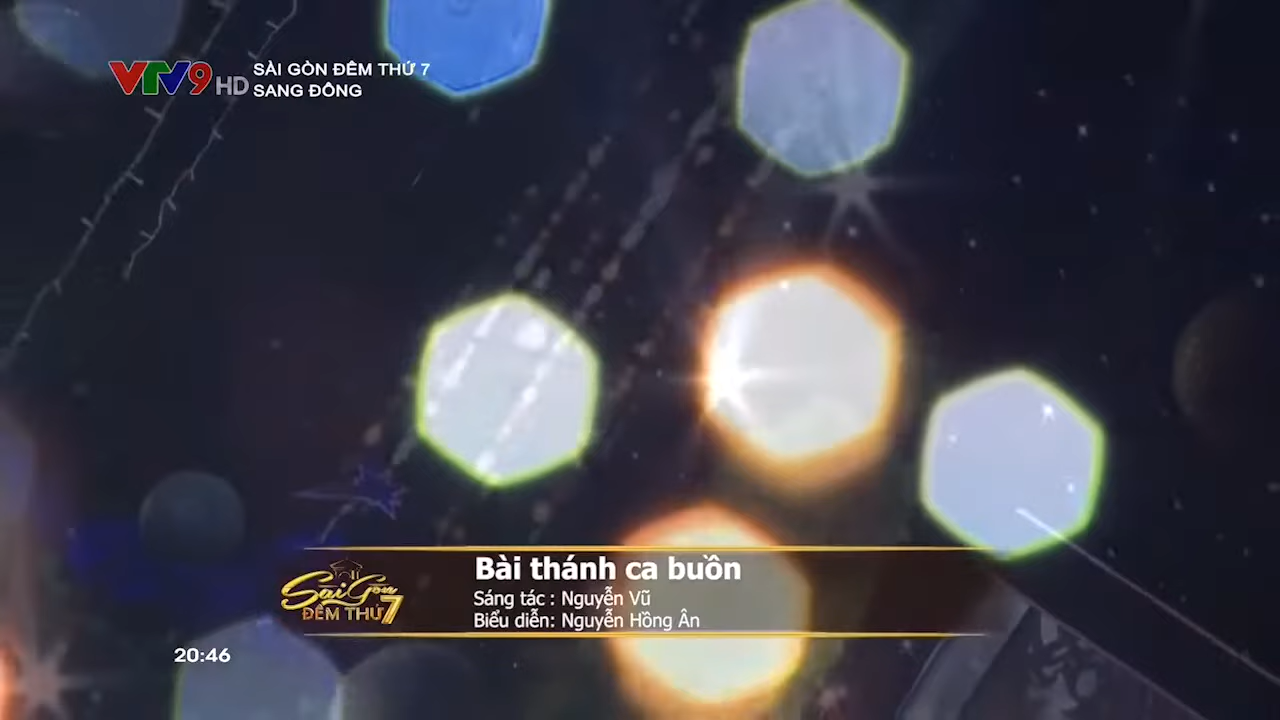 VTV9 HD
SÀI GÒN ĐÊM THỨ 7
SANG ĐÔNG
Bài thánh ca buồn
Sáng tác : Nguyễn Vũ
Biểu diễn: Nguyễn Hồng Ân
Sài Gòn
ĐÊM THỨ 7
20:46